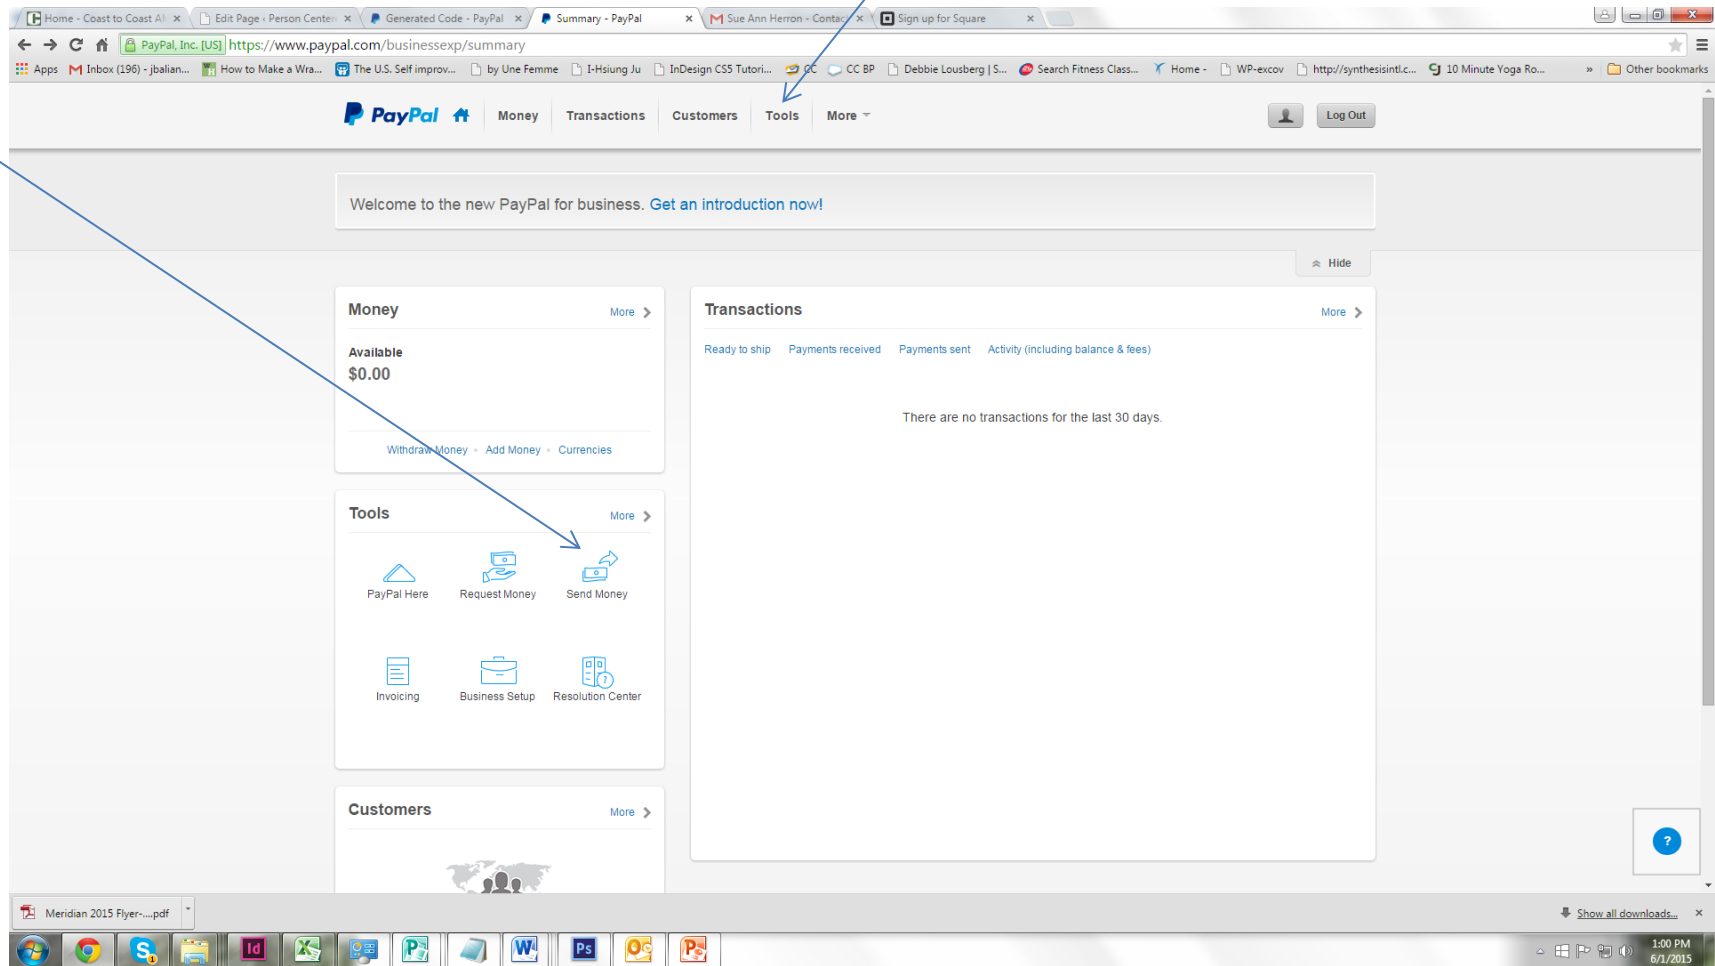 Home - Coast to Coast AM
Edit Page ‹ Person Center
Generated Code - PayPal
Summary - PayPal
Sue Ann Herron - Contac
Sign up for Square
PayPal, Inc. [US] https://www.paypal.com/businessexp/summary
Apps
Inbox (196) - jbalian...
How to Make a Wra...
The U.S. Self improv...
by Une Femme
I-Hsiung Ju
InDesign CS5 Tutori...
CC
CC BP
Debbie Lousberg | S...
Search Fitness Class...
Home -
WP-excov
http://synthesisintl.c...
10 Minute Yoga Ro...
»
Other bookmarks
PayPal
Money
Transactions
Customers
Tools
More
Log Out
Welcome to the new PayPal for business. Get an introduction now!
Hide
Money
More
Available
$0.00
Withdraw Money
Add Money
Currencies
Transactions
More
Ready to ship
Payments received
Payments sent
Activity (including balance & fees)
There are no transactions for the last 30 days.
Tools
More
PayPal Here
Request Money
Send Money
Invoicing
Business Setup
Resolution Center
Customers
More
?
Meridian 2015 Flyer-....pdf
Show all downloads...
Id
Ps
1:00 PM
6/1/2015